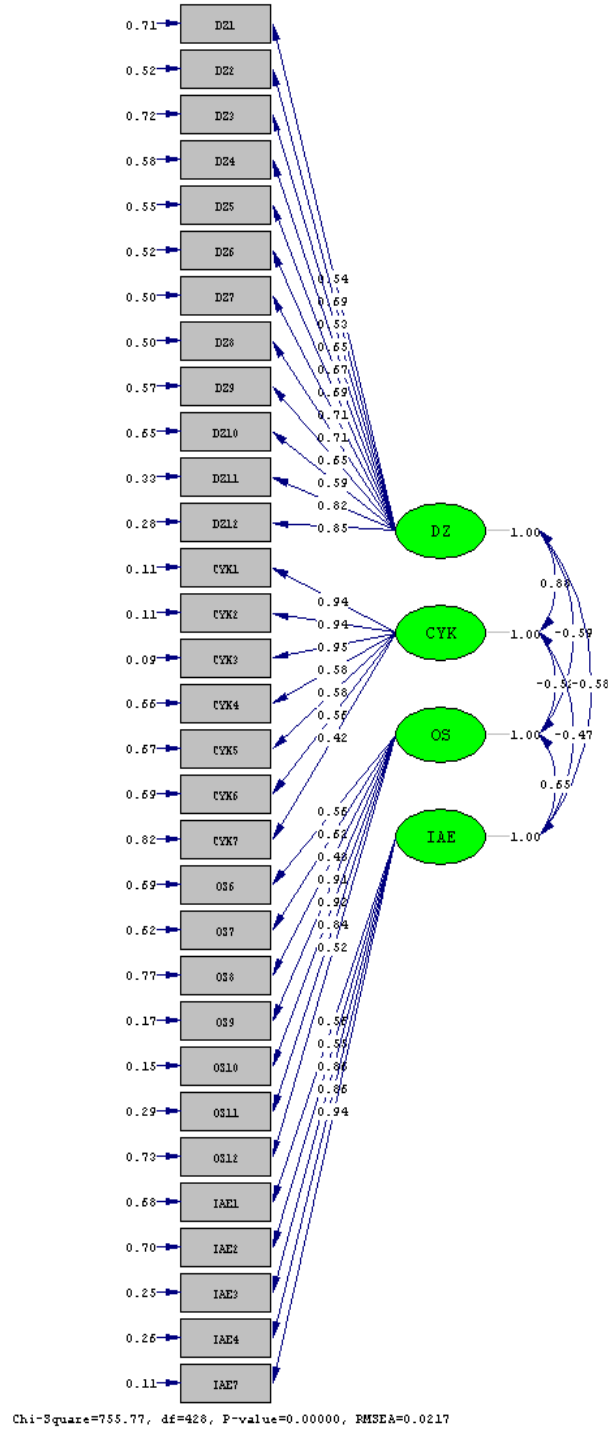 0.71 DZ1
0.52 DZ2
0.72 DZ3
0.58 DZ4
0.55 DZ5
0.52 DZ6
0.50 DZ7
0.50 DZ8
0.57 DZ9
0.65 DZ10
0.33 DZ11
0.28 DZ12
0.11 CYK1
0.11 CYK2
0.09 CYK3
0.66 CYK4
0.67 CYK5
0.69 CYK6
0.82 CYK7
0.69 OS6
0.62 OS7
0.77 OS8
0.17 OS9
0.15 OS10
0.29 OS11
0.73 OS12
0.68 IAE1
0.70 IAE2
0.25 IAE3
0.26 IAE4
0.11 IAE7
0.54
0.69
0.53
0.65
0.67
0.69
0.71
0.71
0.65
0.59
0.82
0.85
0.94
0.94
0.95
0.58
0.58
0.56
0.42
0.56
0.62
0.48
0.91
0.92
0.84
0.52
0.56
0.55
0.86
0.86
0.94
DZ 1.00
CYK 1.00
OS 1.00
IAE 1.00
0.88
-0.59
-0.58
-0.47
0.65
Chi-Square=755.77, df=428, P-value=0.00000, RMSEA=0.0217